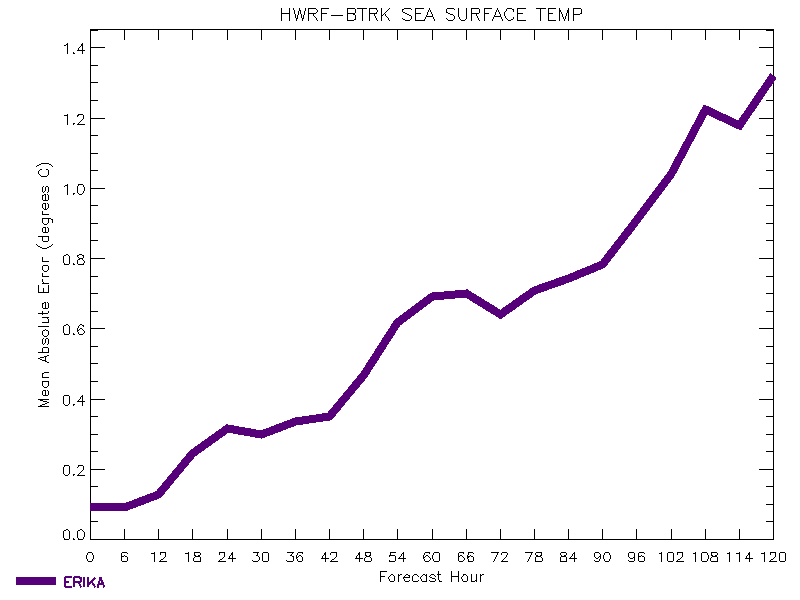 HWRF-BTRK SEA SURFACE TEMP
1.4
1.2
1.0
0.8
0.6
0.4
0.2
0.0
Mean Absolute Error (degrees C)
0 6 12 18 24 30 36 42 48 54 60 66 72 78 84 90 96 102 108 114 120
Forecast Hour
ERIKA